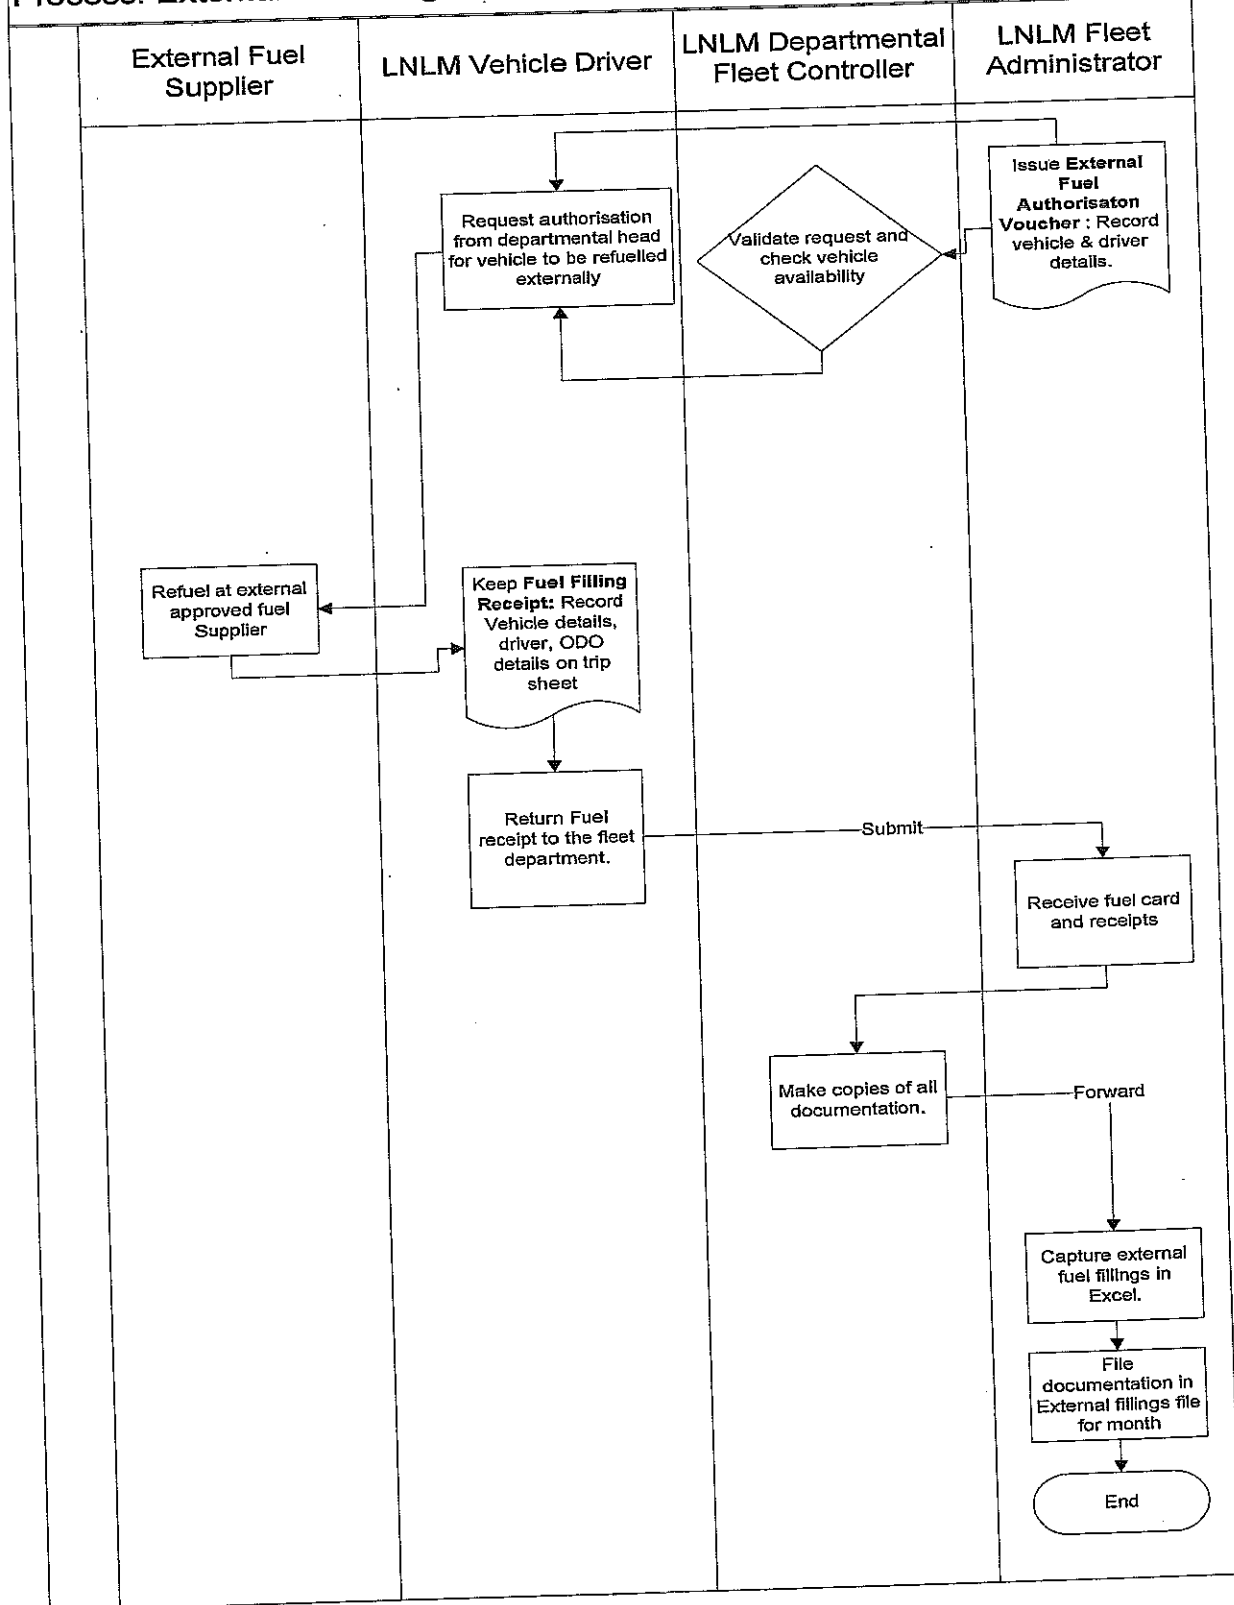 External Fuel
Supplier
LNLM Vehicle Driver
LNLM Departmental
Fleet Controller
LNLM Fleet
Administrator
Request authorisation
from departmental head
for vehicle to be refuelled
externally
Validate request and
check vehicle
availability
Issue External
Fuel
Authorisaton
Voucher : Record
vehicle & driver
details.
Refuel at external
approved fuel
Supplier
Keep Fuel Filling
Receipt: Record
Vehicle details,
driver, ODO
details on trip
sheet
Return Fuel
receipt to the fleet
department.
Submit
Receive fuel card
and receipts
Make copies of all
documentation.
Forward
Capture external
fuel fillings in
Excel.
File
documentation in
External fillings file
for month
End